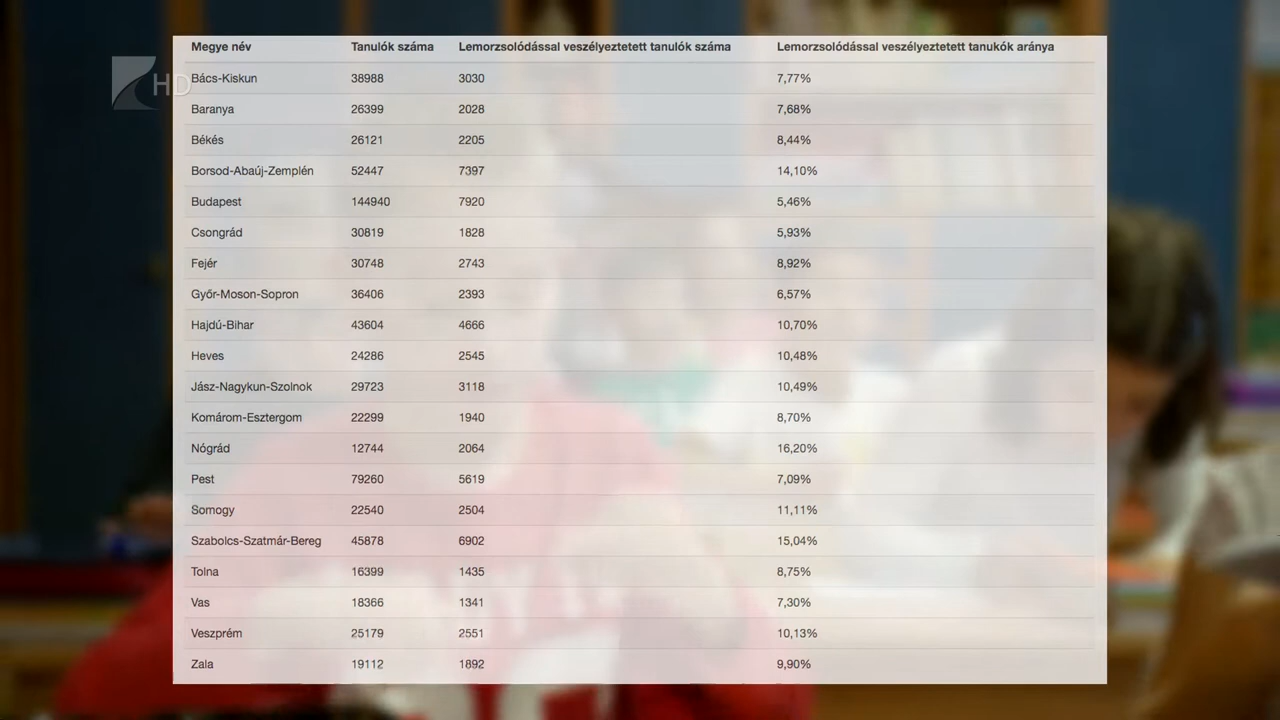 Megye név Tanulók száma Lemorzsolódással veszélyeztetett tanulók száma Lemorzsolódással veszélyeztetett tanukók aránya
HD
Bács-Kiskun 38988 3030 7,77%
Baranya 26399 2028 7,68%
Békés 26121 2205 8,44%
Borsod-Abaúj-Zemplén 52447 7397 14,10%
Budapest 144940 7920 5,46%
Csongrád 30819 1828 5,93%
Fejér 30748 2743 8,92%
Győr-Moson-Sopron 36406 2393 6,57%
Hajdú-Bihar 43604 4666 10,70%
Heves 24286 2545 10,48%
Jász-Nagykun-Szolnok 29723 3118 10,49%
Komárom-Esztergom 22299 1940 8,70%
Nógrád 12744 2064 16,20%
Pest 79260 5619 7,09%
Somogy 22540 2504 11,11%
Szabolcs-Szatmár-Bereg 45878 6902 15,04%
Tolna 16399 1435 8,75%
Vas 18366 1341 7,30%
Veszprém 25179 2551 10,13%
Zala 19112 1892 9,90%